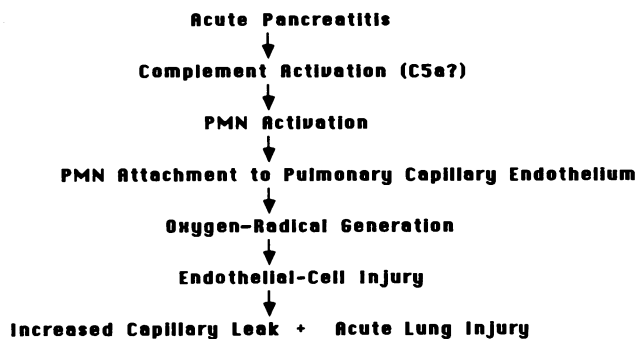 Acute Pancreatitis
Complement Activation (C5a?)
PMN Activation
PMN Attachment to Pulmonary Capillary Endothelium
Oxygen-Radical Generation
Endothelial-Cell Injury
Increased Capillary Leak + Acute Lung Injury